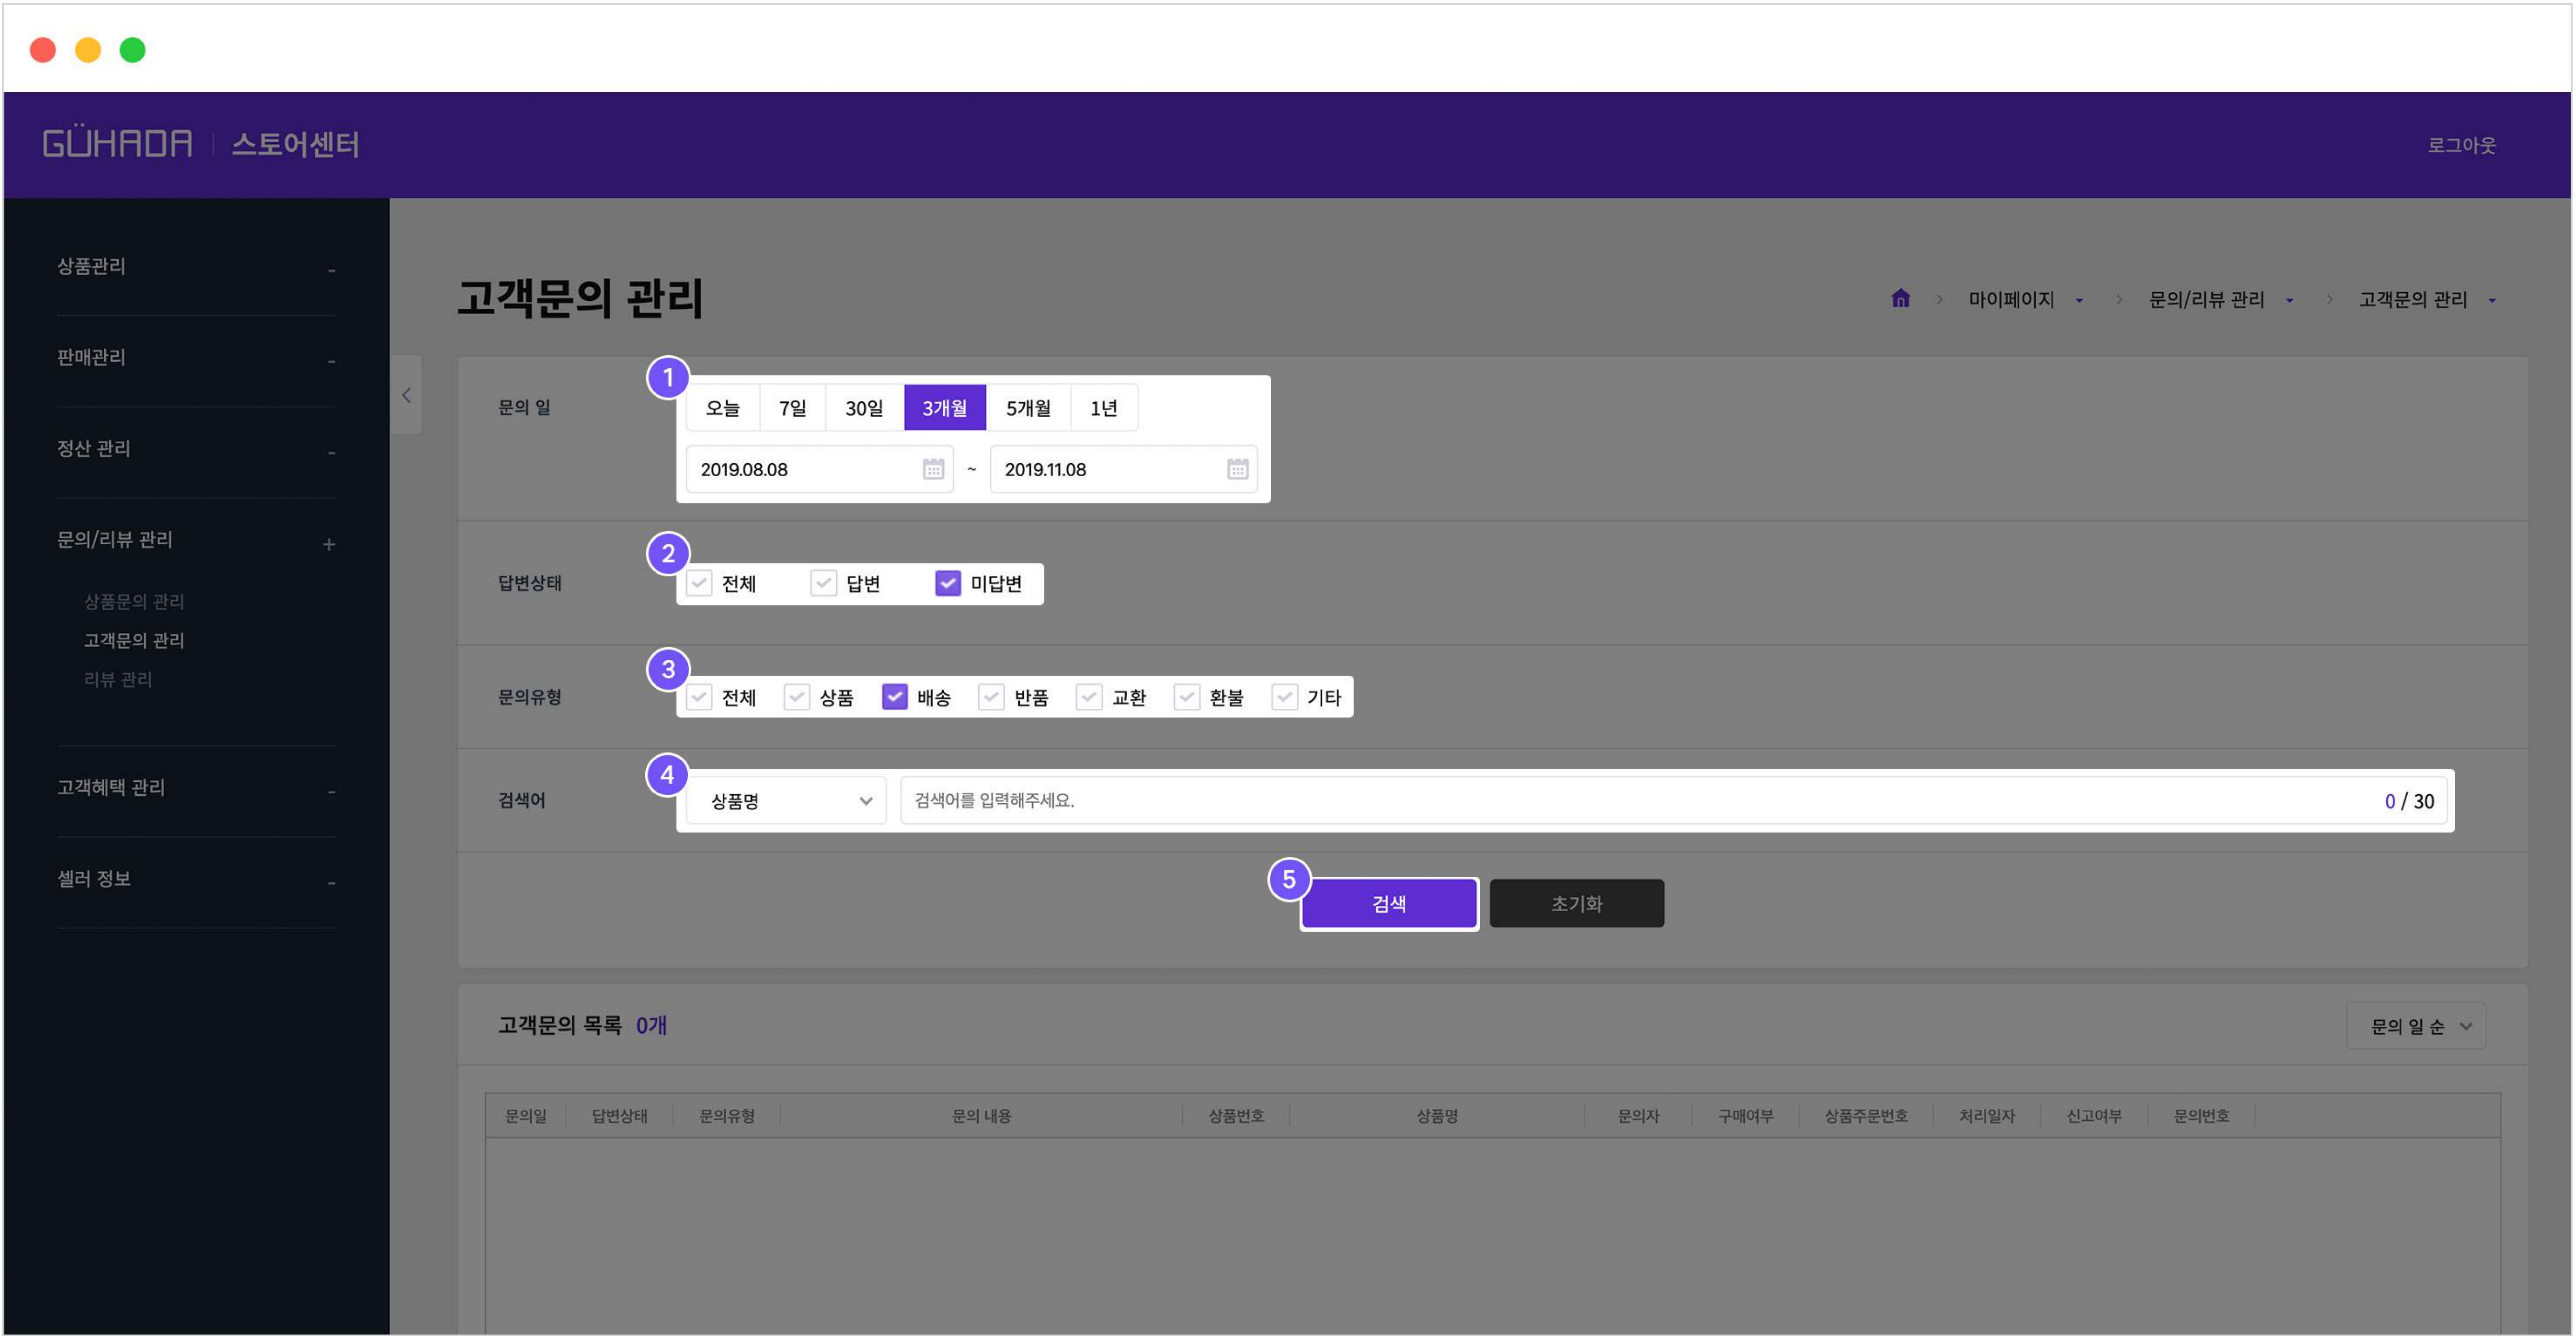 GÜHADA 스토어센터
로그아웃
상품관리 -
판매관리 -
정산 관리 -
문의/리뷰 관리 +
상품문의 관리
고객문의 관리
리뷰 관리
고객혜택 관리 -
셀러 정보 -
고객문의 관리
마이페이지 > 문의/리뷰 관리 > 고객문의 관리
1
문의 일 오늘 7일 30일 3개월 5개월 1년
2019.08.08 ~ 2019.11.08
2
답변상태 전체 답변 미답변
3
문의유형 전체 상품 배송 반품 교환 환불 기타
4
검색어 상품명 검색어를 입력해주세요. 0 / 30
5
검색 초기화
고객문의 목록 0개 문의 일 순
문의일 답변상태 문의유형 문의 내용 상품번호 상품명 문의자 구매여부 상품주문번호 처리일자 신고여부 문의번호